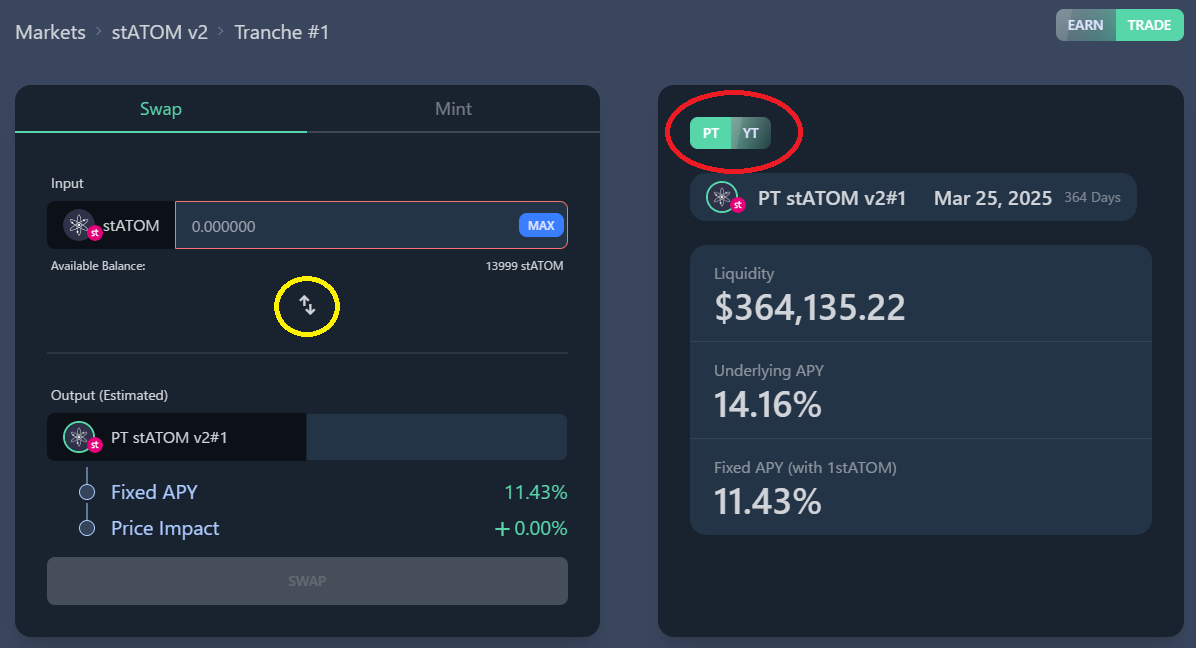 Markets > stATOM v2 > Tranche #1
EARN TRADE
Swap Mint
Input
st stATOM 0.000000 MAX
Available Balance: 13999 stATOM
Output (Estimated)
st PT stATOM v2#1
Fixed APY 11.43%
Price Impact +0.00%
SWAP
PT YT
st PT stATOM v2#1 Mar 25, 2025 364 Days
Liquidity
$364,135.22
Underlying APY
14.16%
Fixed APY (with 1stATOM)
11.43%